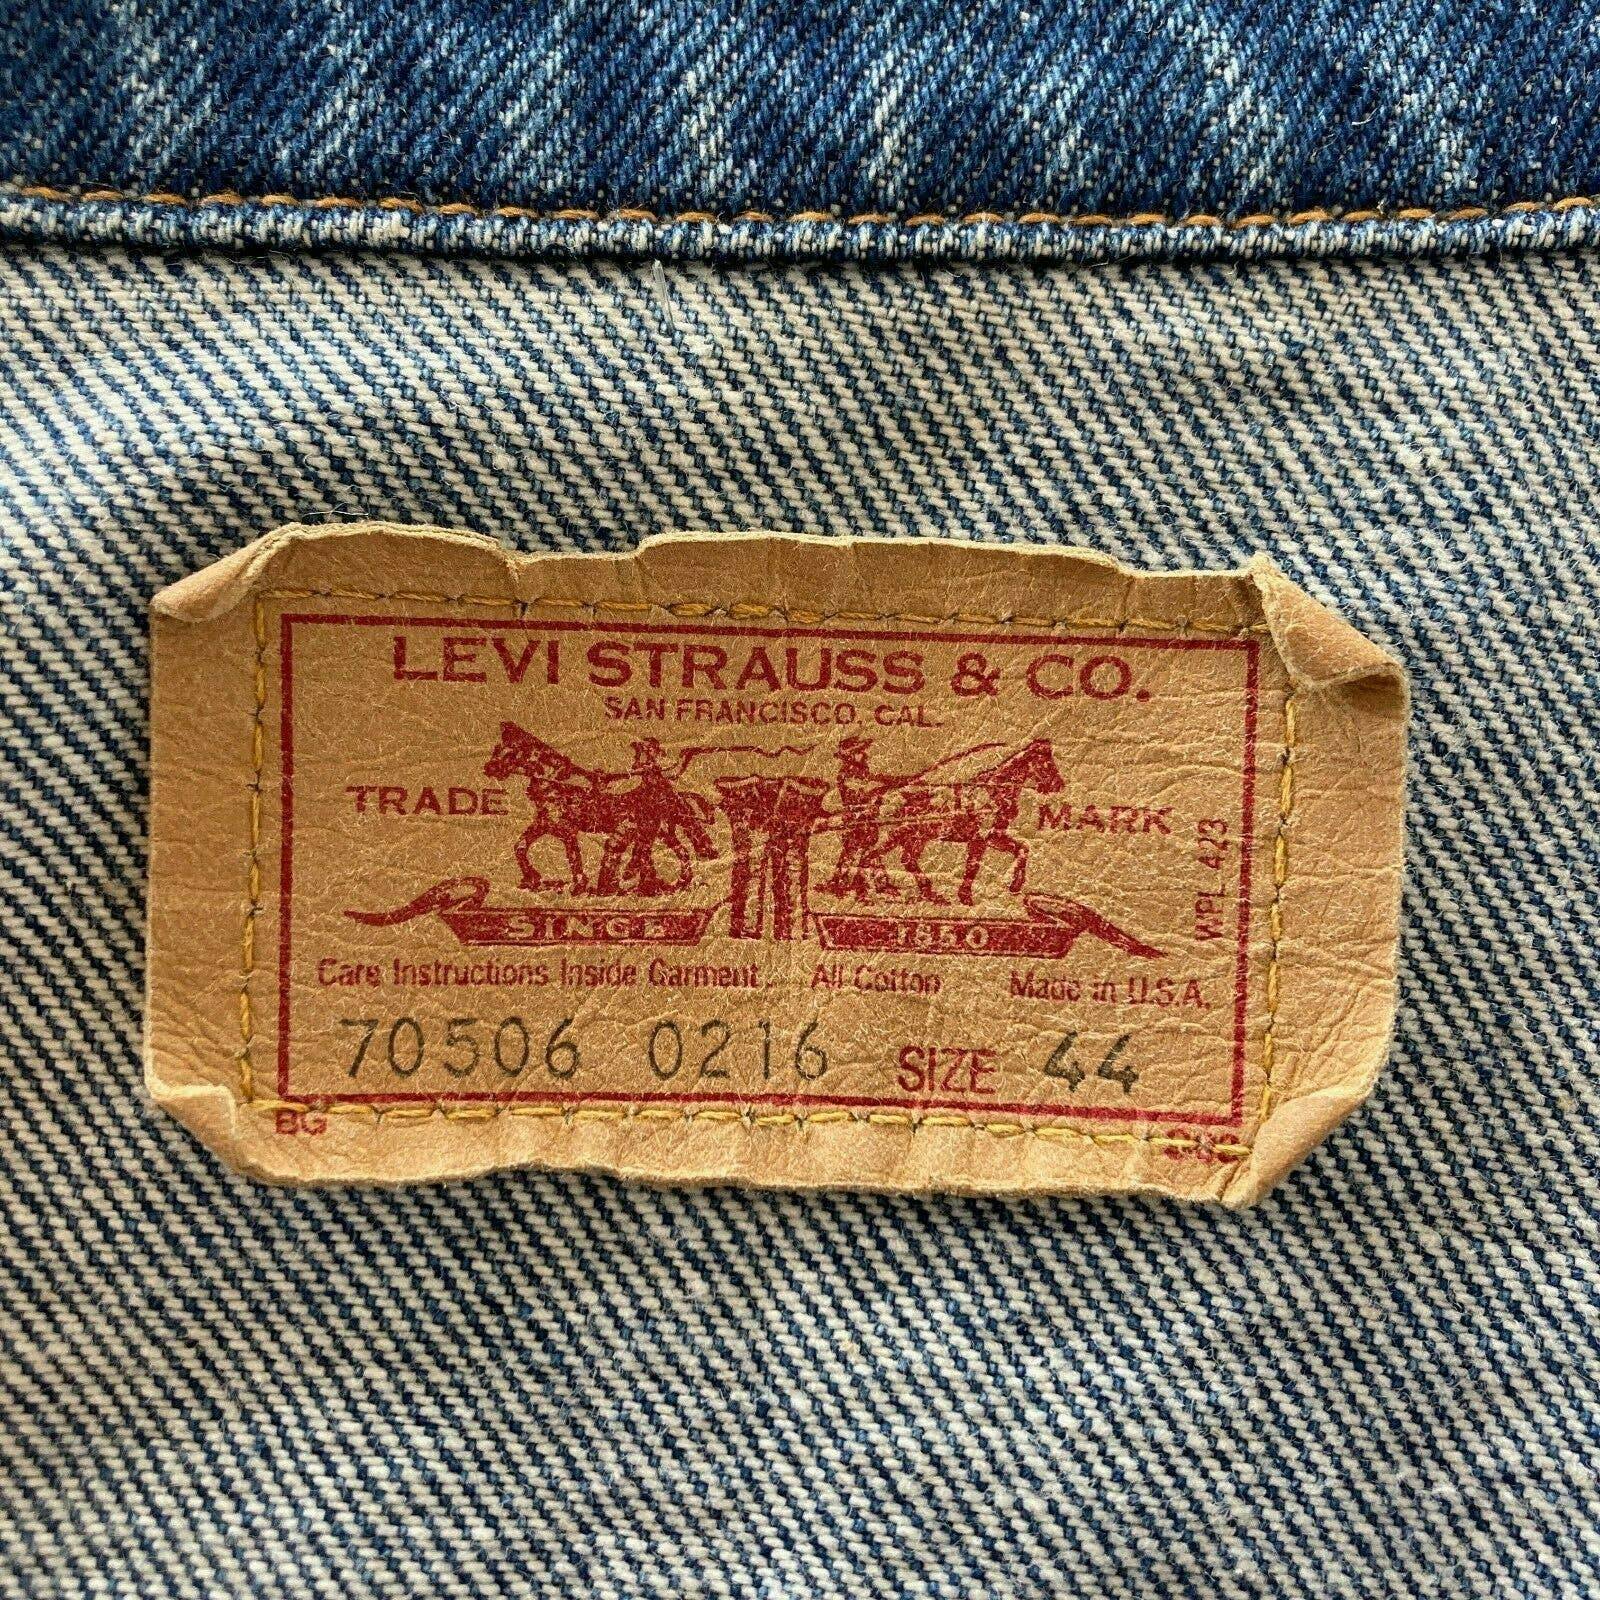 LEVI STRAUSS & CO.
SAN FRANCISCO, CAL.
TRADE MARK
WPL 423
SINCE 1850
Care Instructions Inside Garment. All Cotton Made in U.S.A.
70506 0216 SIZE 44
BG